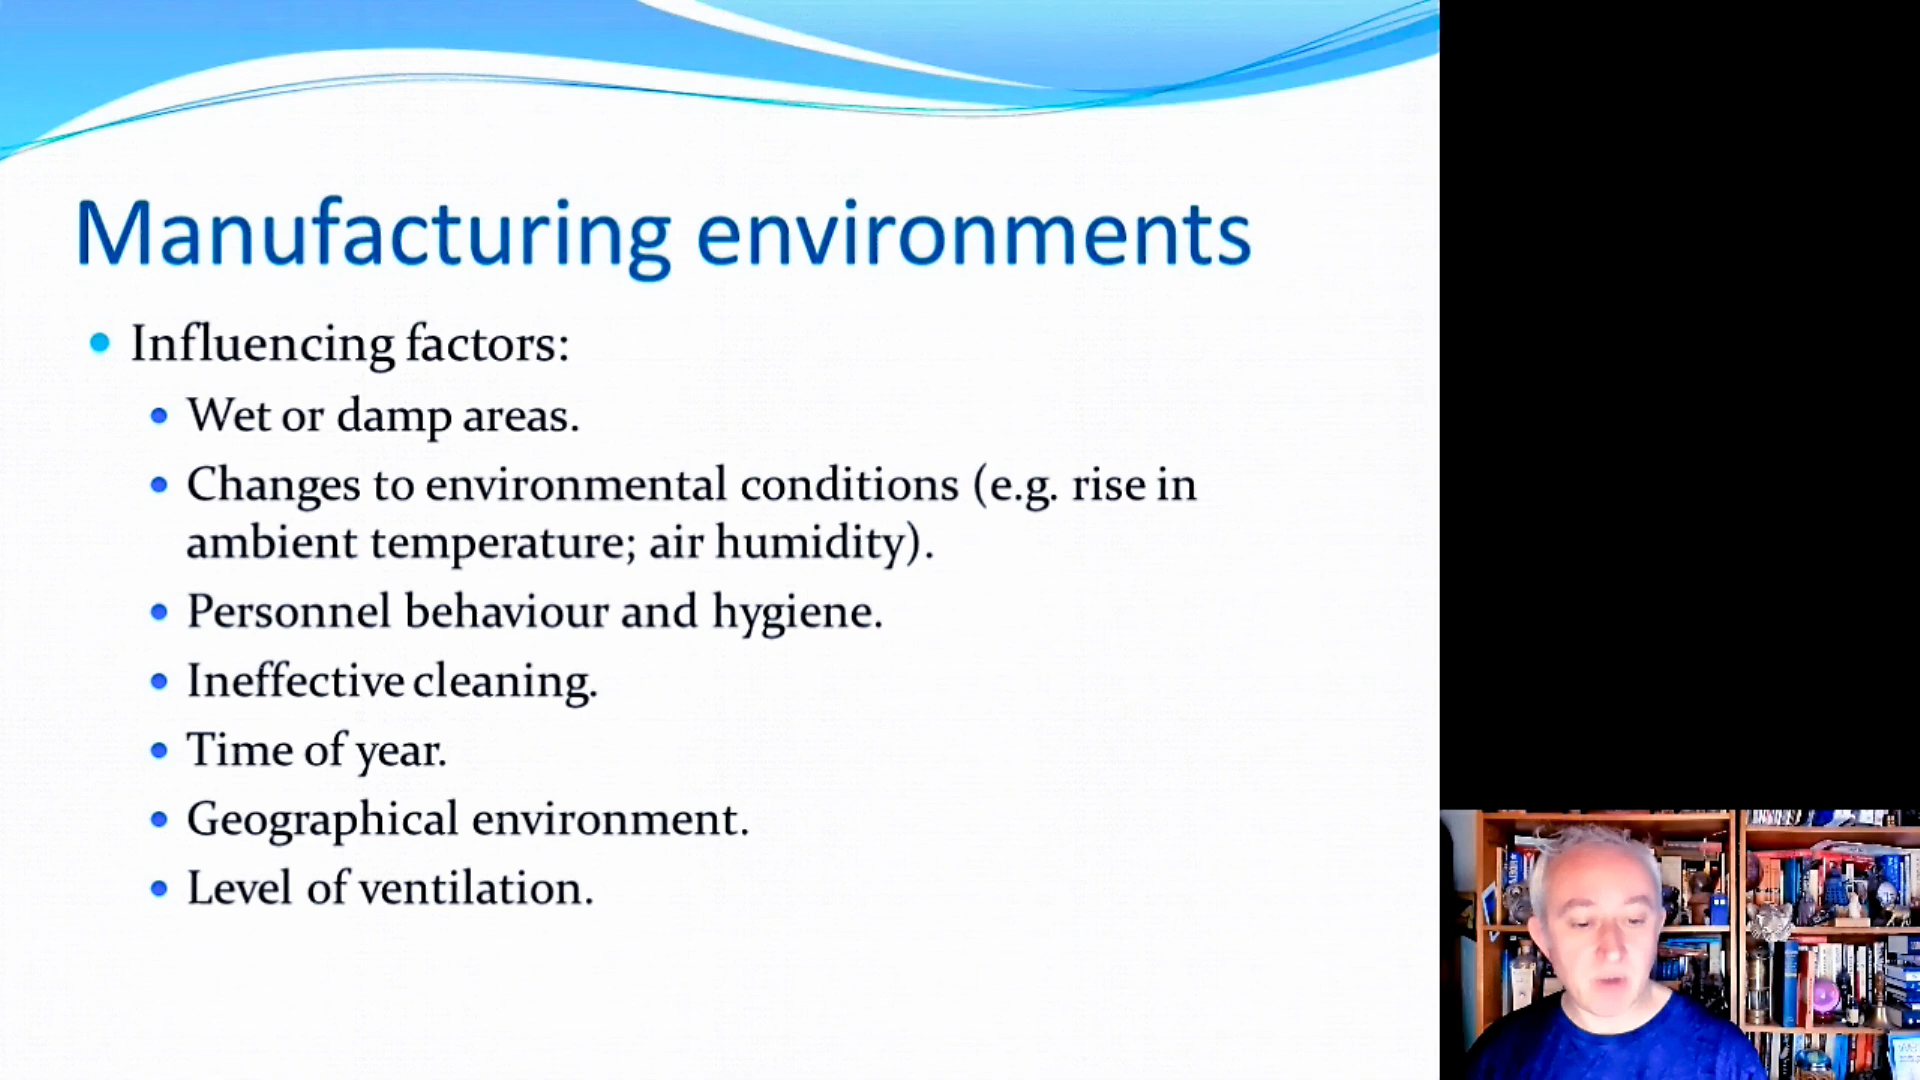 Manufacturing environments
Influencing factors:
Wet or damp areas.
Changes to environmental conditions (e.g. rise in
ambient temperature; air humidity).
Personnel behaviour and hygiene.
Ineffective cleaning.
Time of year.
Geographical environment.
Level of ventilation.